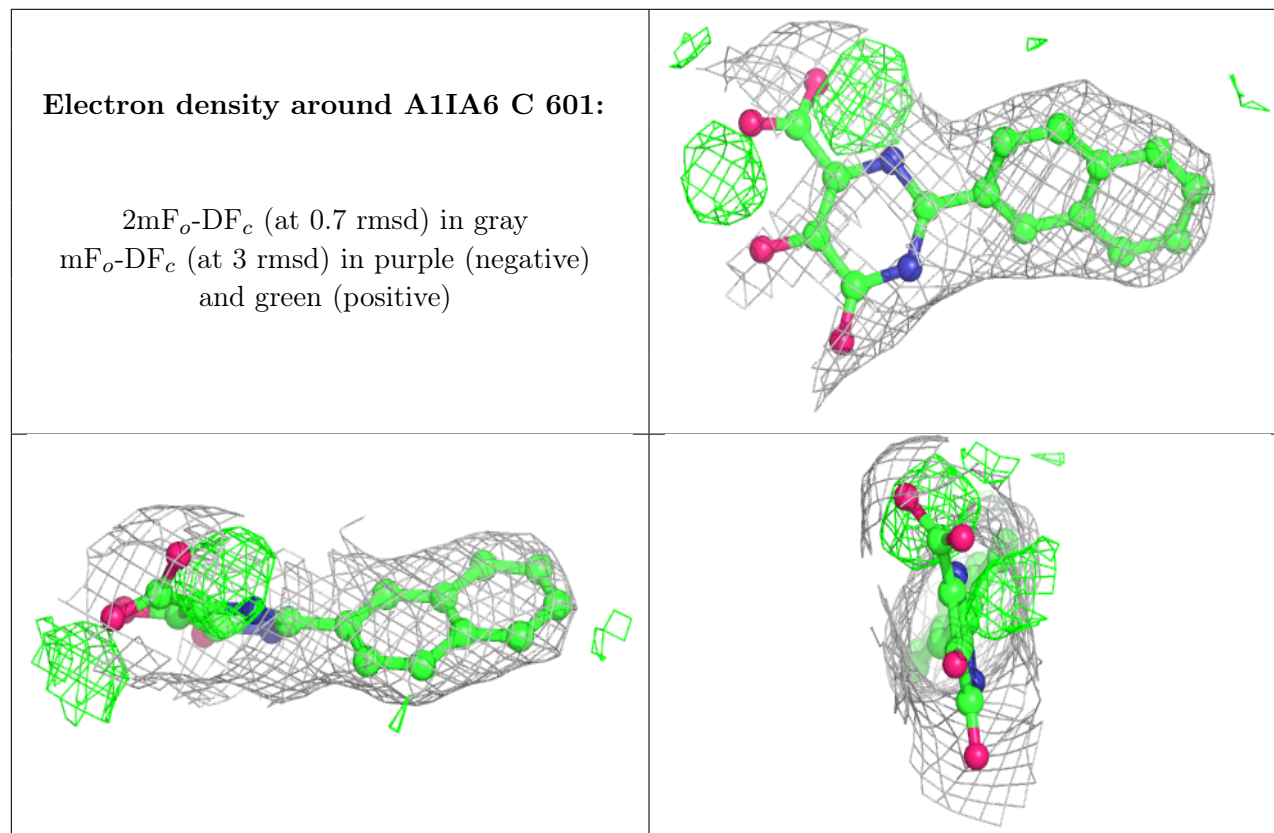 Electron density around A1IA6 C 601:
2mFo-DFc (at 0.7 rmsd) in gray
mFo-DFc (at 3 rmsd) in purple (negative)
and green (positive)